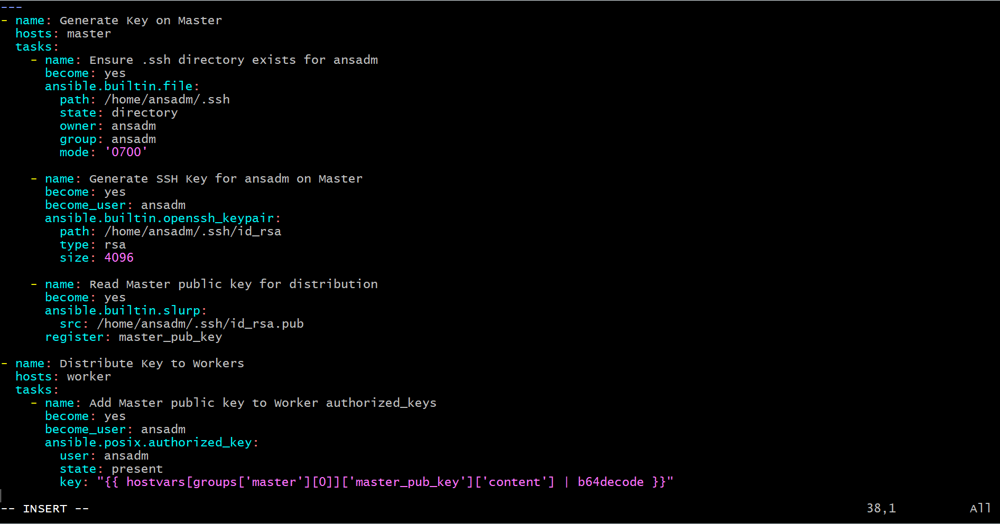 ---
- name: Generate Key on Master
  hosts: master
  tasks:
    - name: Ensure .ssh directory exists for ansadm
      become: yes
      ansible.builtin.file:
        path: /home/ansadm/.ssh
        state: directory
        owner: ansadm
        group: ansadm
        mode: '0700'

    - name: Generate SSH Key for ansadm on Master
      become: yes
      become_user: ansadm
      ansible.builtin.openssh_keypair:
        path: /home/ansadm/.ssh/id_rsa
        type: rsa
        size: 4096

    - name: Read Master public key for distribution
      become: yes
      ansible.builtin.slurp:
        src: /home/ansadm/.ssh/id_rsa.pub
      register: master_pub_key

- name: Distribute Key to Workers
  hosts: worker
  tasks:
    - name: Add Master public key to Worker authorized_keys
      become: yes
      become_user: ansadm
      ansible.posix.authorized_key:
        user: ansadm
        state: present
        key: "{{ hostvars[groups['master'][0]]['master_pub_key']['content'] | b64decode }}"

-- INSERT -- 38,1 All